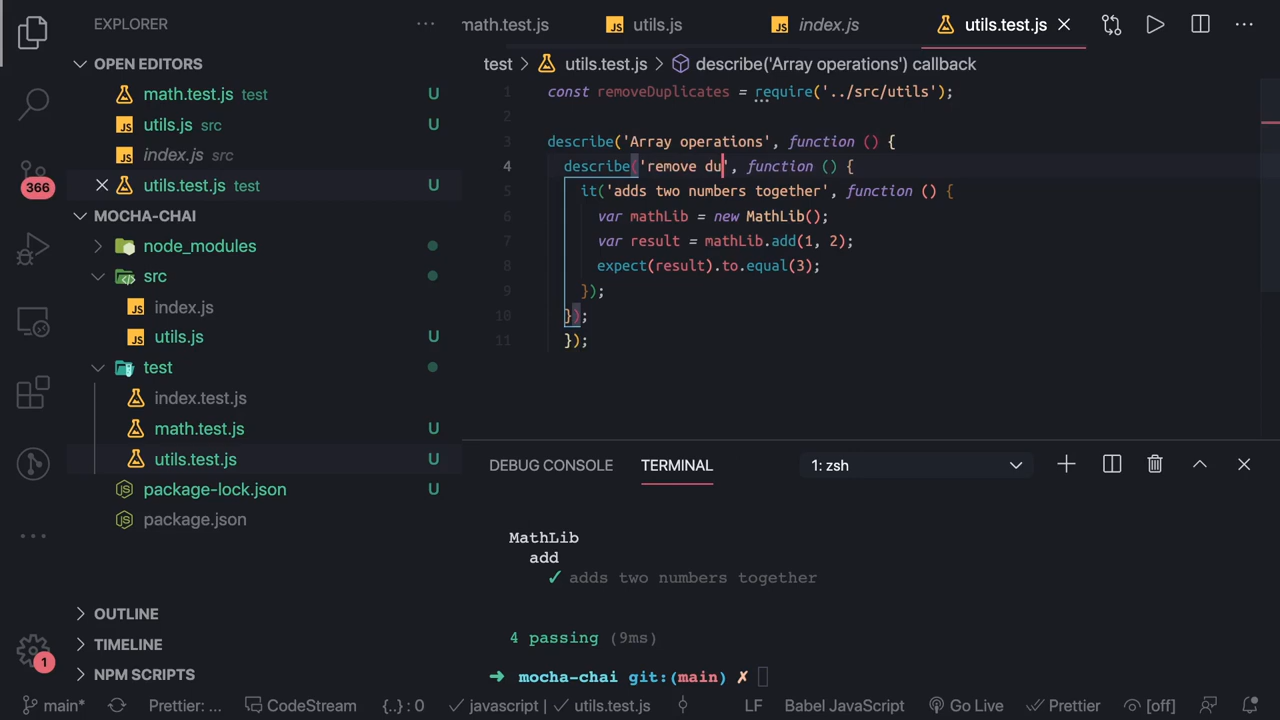 EXPLORER
OPEN EDITORS
math.test.js test U
utils.js src U
index.js src
utils.test.js test U
MOCHA-CHAI
node_modules
src
index.js
utils.js U
test
index.test.js
math.test.js U
utils.test.js U
package-lock.json U
package.json
OUTLINE
TIMELINE
NPM SCRIPTS
366
1
math.test.js utils.js index.js utils.test.js
test > utils.test.js > describe('Array operations') callback
1 const removeDuplicates = require('../src/utils');
2
3 describe('Array operations', function () {
4 describe('remove du', function () {
5 it('adds two numbers together', function () {
6 var mathLib = new MathLib();
7 var result = mathLib.add(1, 2);
8 expect(result).to.equal(3);
9 });
10 });
11 });
DEBUG CONSOLE TERMINAL 1: zsh
MathLib
add
✓ adds two numbers together
4 passing (9ms)
➜ mocha-chai git:(main) ✗
main* Prettier: ... CodeStream {..} : 0 ✓ javascript | ✓ utils.test.js LF Babel JavaScript Go Live Prettier [off]